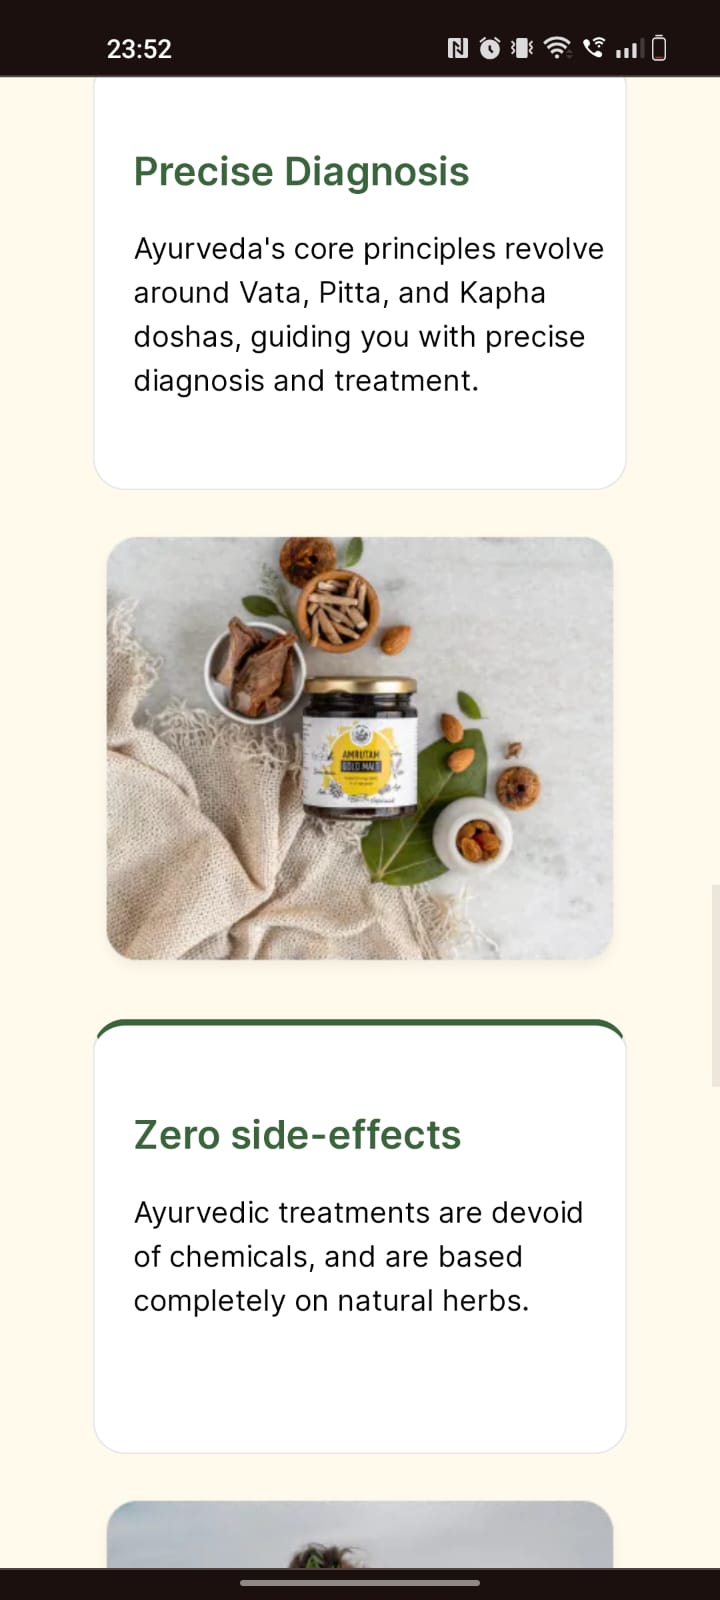 23:52
Precise Diagnosis
Ayurveda's core principles revolve
around Vata, Pitta, and Kapha
doshas, guiding you with precise
diagnosis and treatment.
AMRUTAM
GOLD MALT
Zero side-effects
Ayurvedic treatments are devoid
of chemicals, and are based
completely on natural herbs.